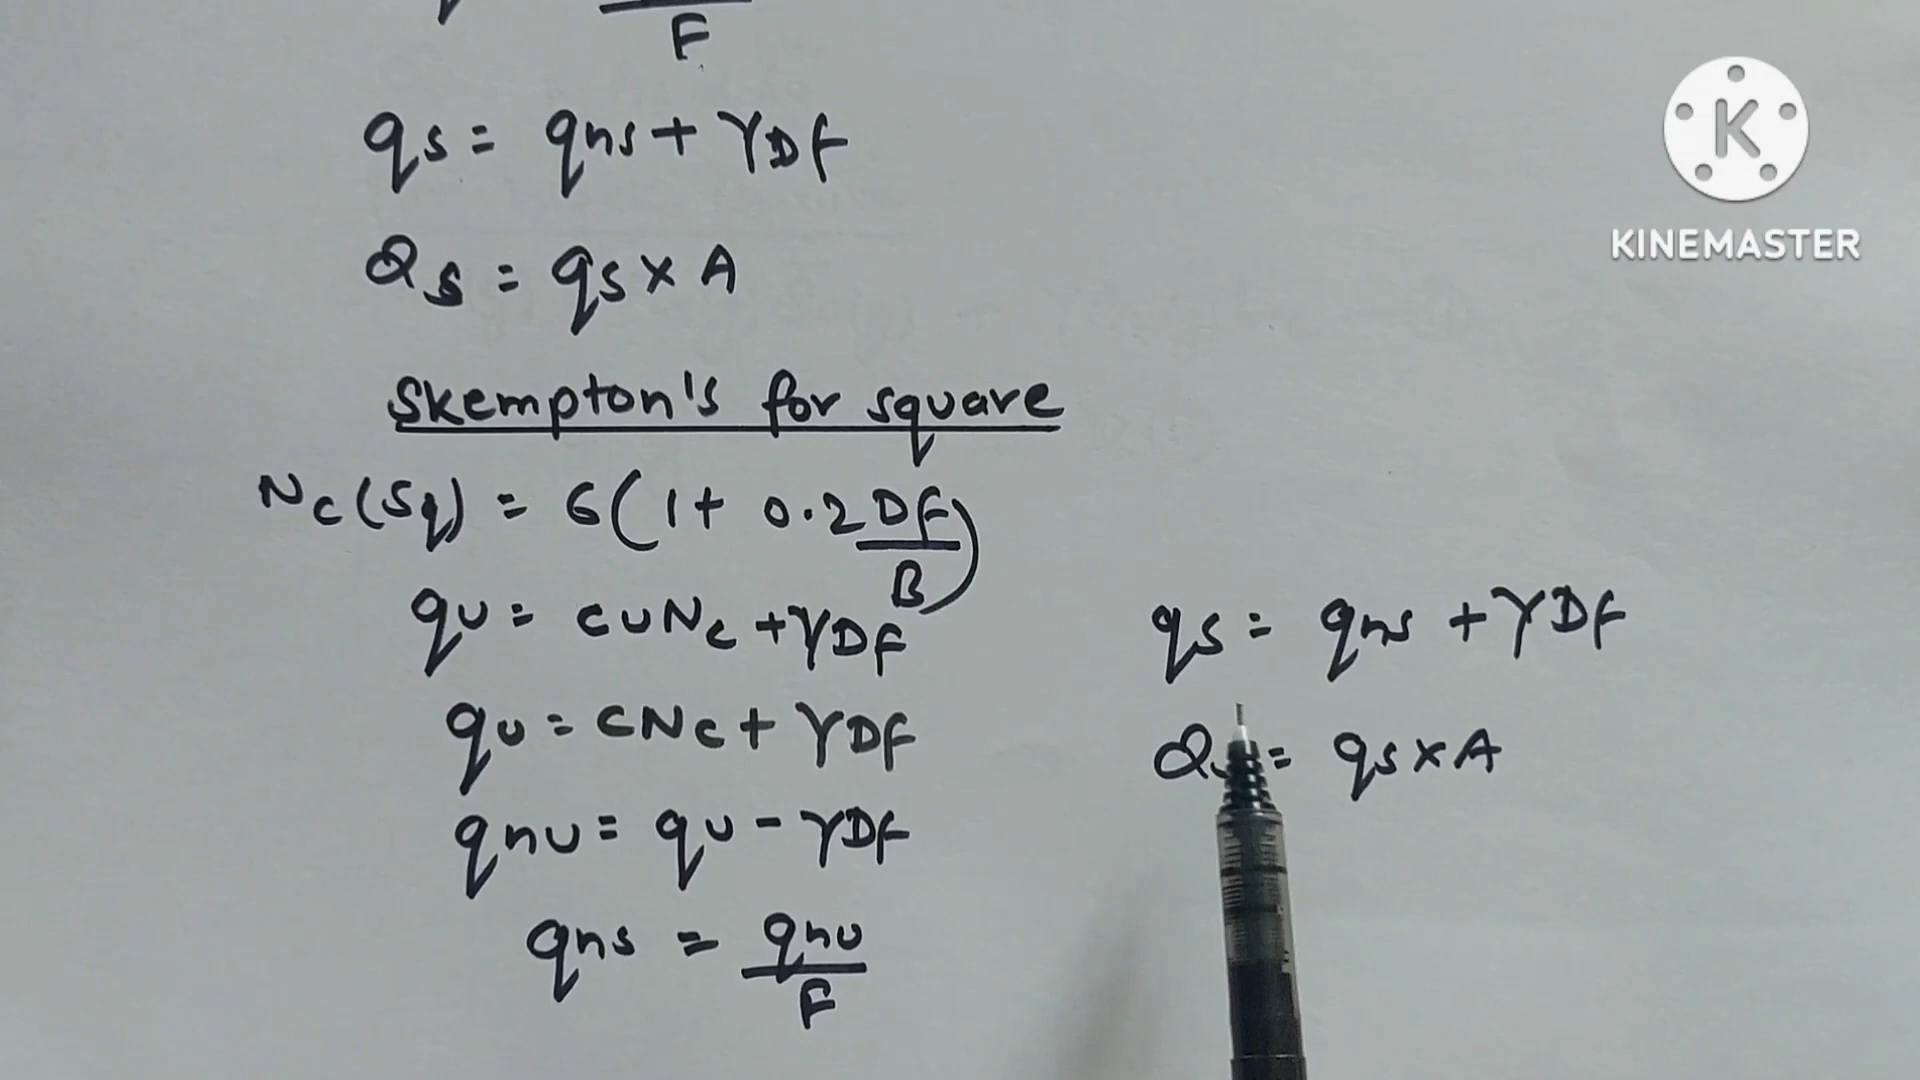 F
qs = qns + γDf
Qs = qs × A
Skempton's for square
Nc(Sq) = 6(1 + 0.2 Df/B)
qu = cuNc + γDf
qu = cNc + γDf
qnu = qu - γDf
qns = qnu/F
qs = qns + γDf
Qs = qs × A
K
KINEMASTER